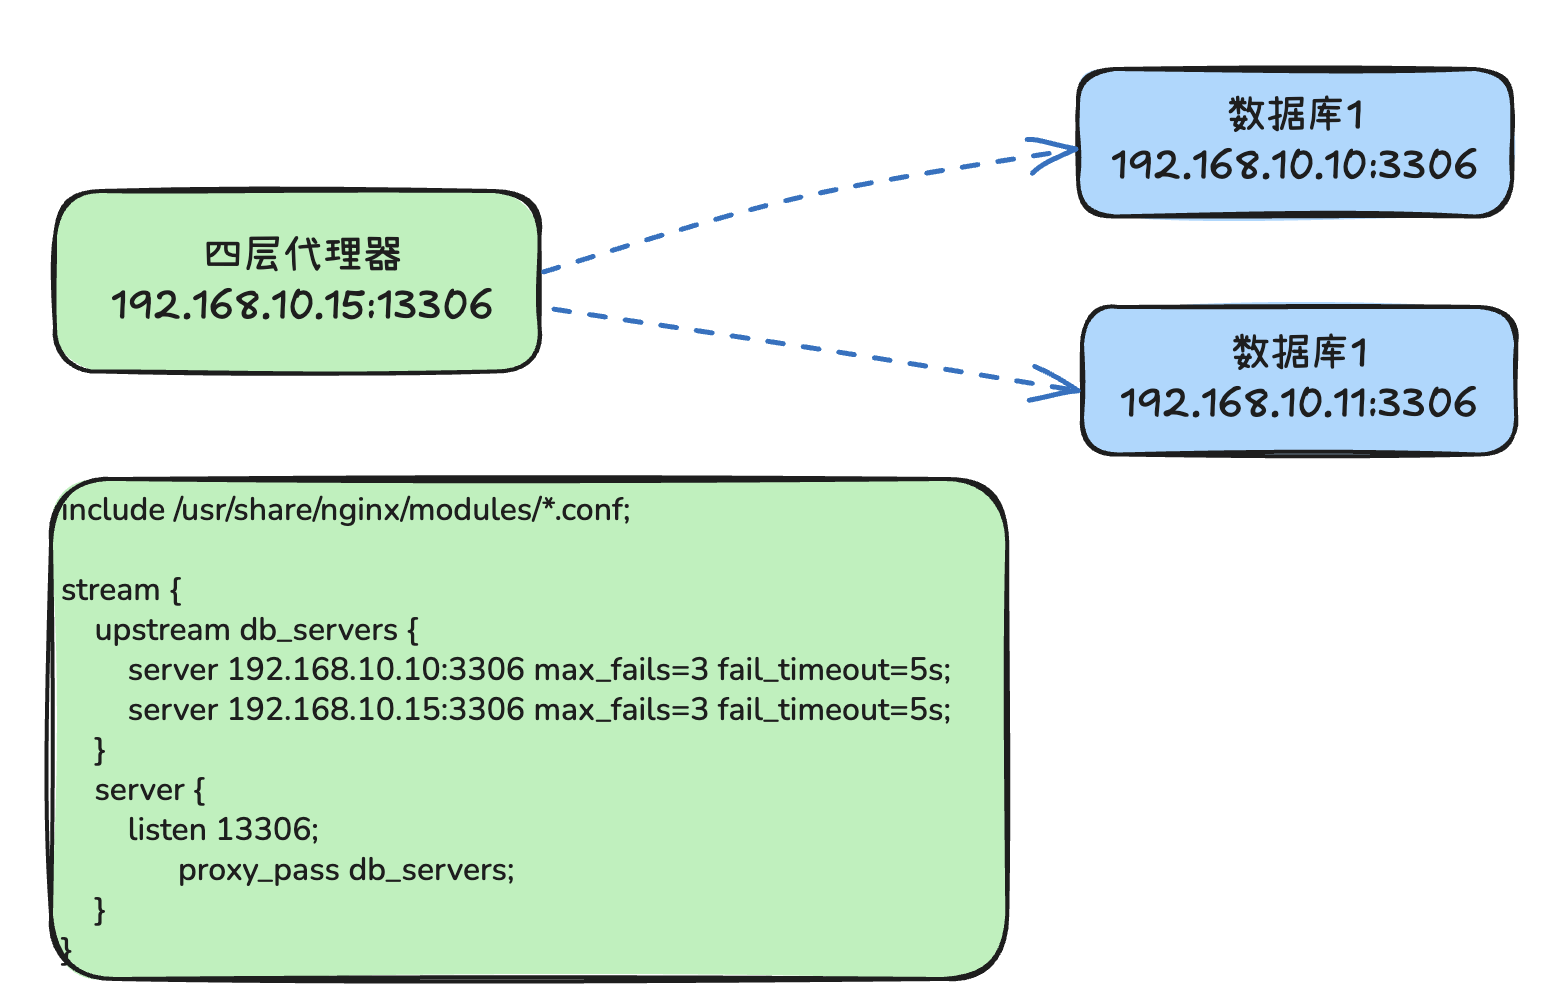 数据库1
192.168.10.10:3306
四层代理器
192.168.10.15:13306
数据库1
192.168.10.11:3306
include /usr/share/nginx/modules/*.conf;
stream {
upstream db_servers {
server 192.168.10.10:3306 max_fails=3 fail_timeout=5s;
server 192.168.10.15:3306 max_fails=3 fail_timeout=5s;
}
server {
listen 13306;
proxy_pass db_servers;
}
}